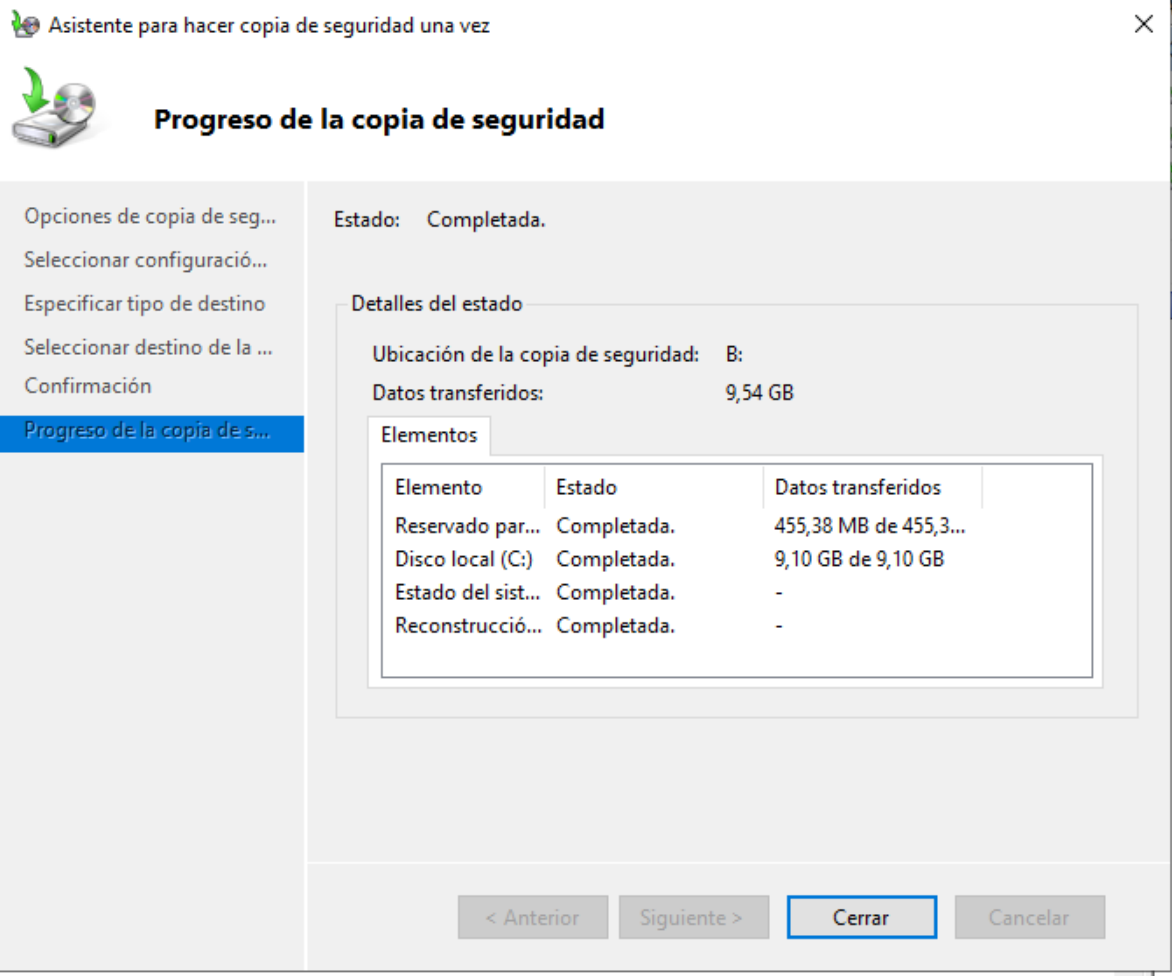 Asistente para hacer copia de seguridad una vez
Progreso de la copia de seguridad
Opciones de copia de seg...
Seleccionar configuració...
Especificar tipo de destino
Seleccionar destino de la ...
Confirmación
Progreso de la copia de s...
Estado: Completada.
Detalles del estado
Ubicación de la copia de seguridad: B:
Datos transferidos: 9,54 GB
Elementos
Elemento Estado Datos transferidos
Reservado par... Completada. 455,38 MB de 455,3...
Disco local (C:) Completada. 9,10 GB de 9,10 GB
Estado del sist... Completada. -
Reconstrucció... Completada. -
< Anterior Siguiente > Cerrar Cancelar